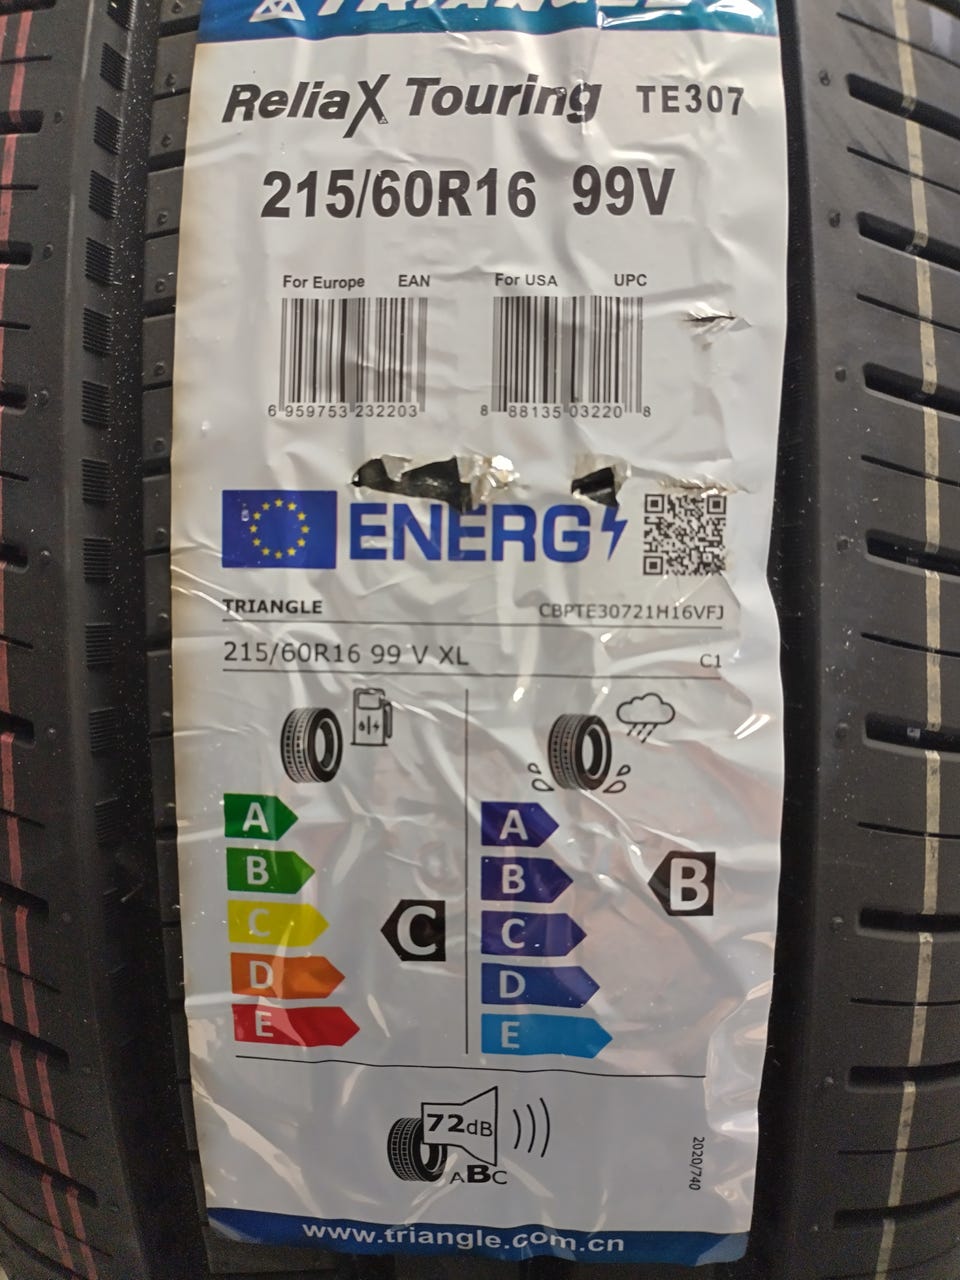 TRIANGLE
ReliaX Touring TE307
215/60R16 99V
For Europe EAN For USA UPC
6 959753 232203 8 88135 03220 8
ENERG
TRIANGLE CBPTE30721H16VFJ
215/60R16 99 V XL C1
A A
B B B
C C C
D D
E E
72dB
ABC
2020/740
www.triangle.com.cn